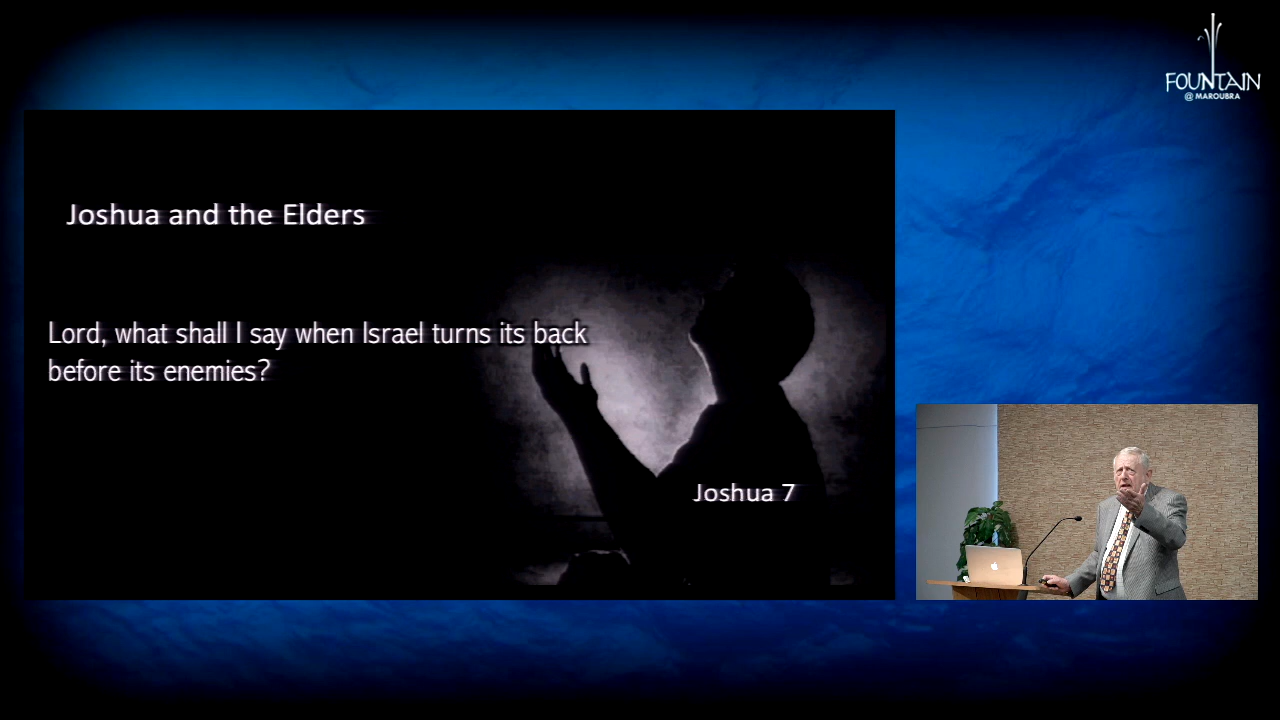 FOUNTAIN
@ MAROUBRA
Joshua and the Elders
Lord, what shall I say when Israel turns its back
before its enemies?
Joshua 7